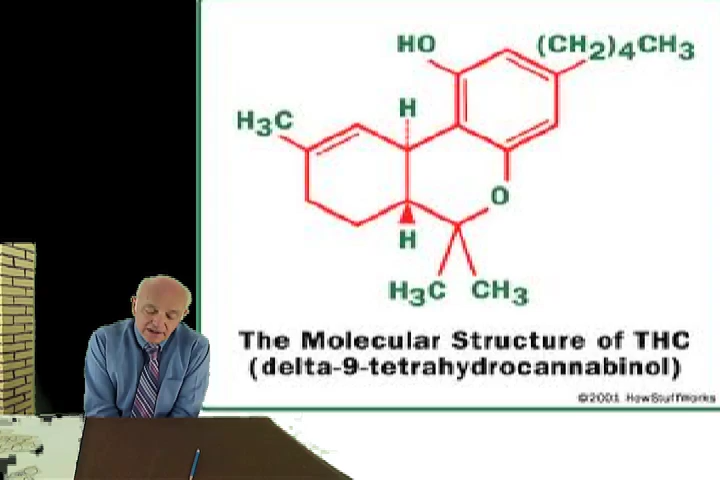 HO
(CH2)4CH3
H
H3C
O
H
H3C CH3
The Molecular Structure of THC
(delta-9-tetrahydrocannabinol)
©2001 HowStuffWorks